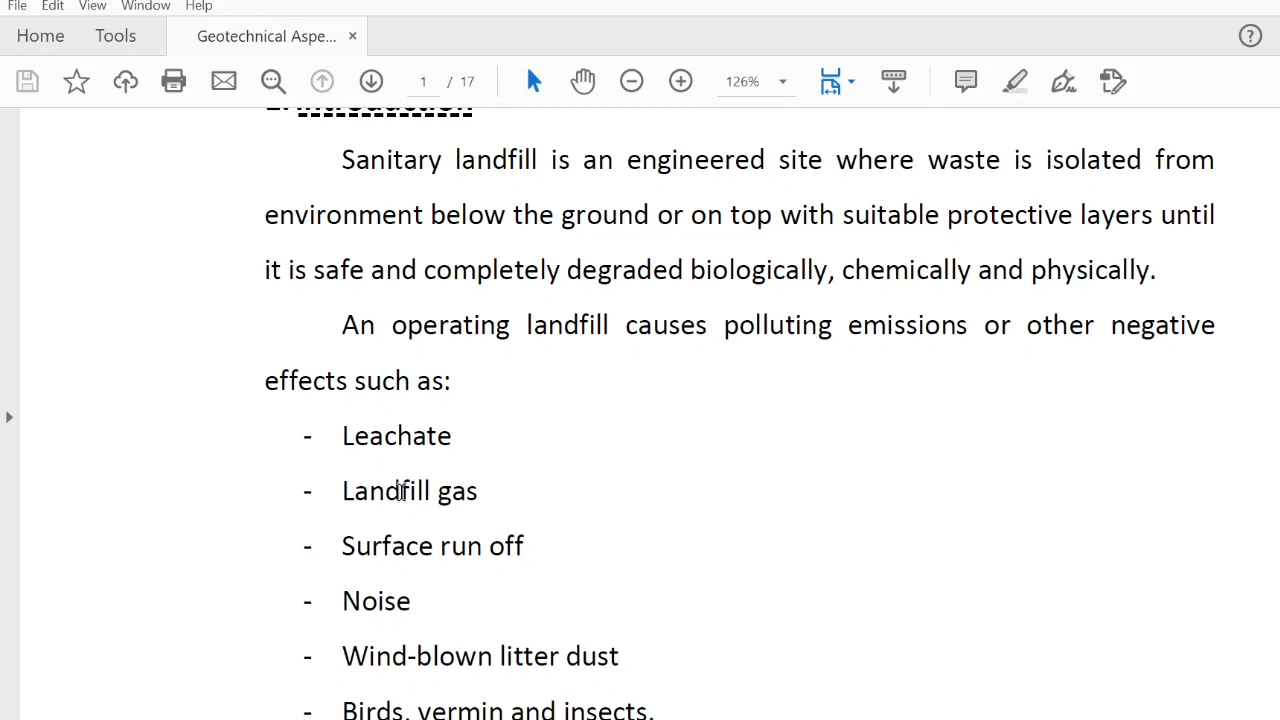 File Edit View Window Help
Home Tools Geotechnical Aspe... ×
1 / 17 126%
1. Introduction
Sanitary landfill is an engineered site where waste is isolated from
environment below the ground or on top with suitable protective layers until
it is safe and completely degraded biologically, chemically and physically.
An operating landfill causes polluting emissions or other negative
effects such as:
- Leachate
- Landfill gas
- Surface run off
- Noise
- Wind-blown litter dust
- Birds, vermin and insects.